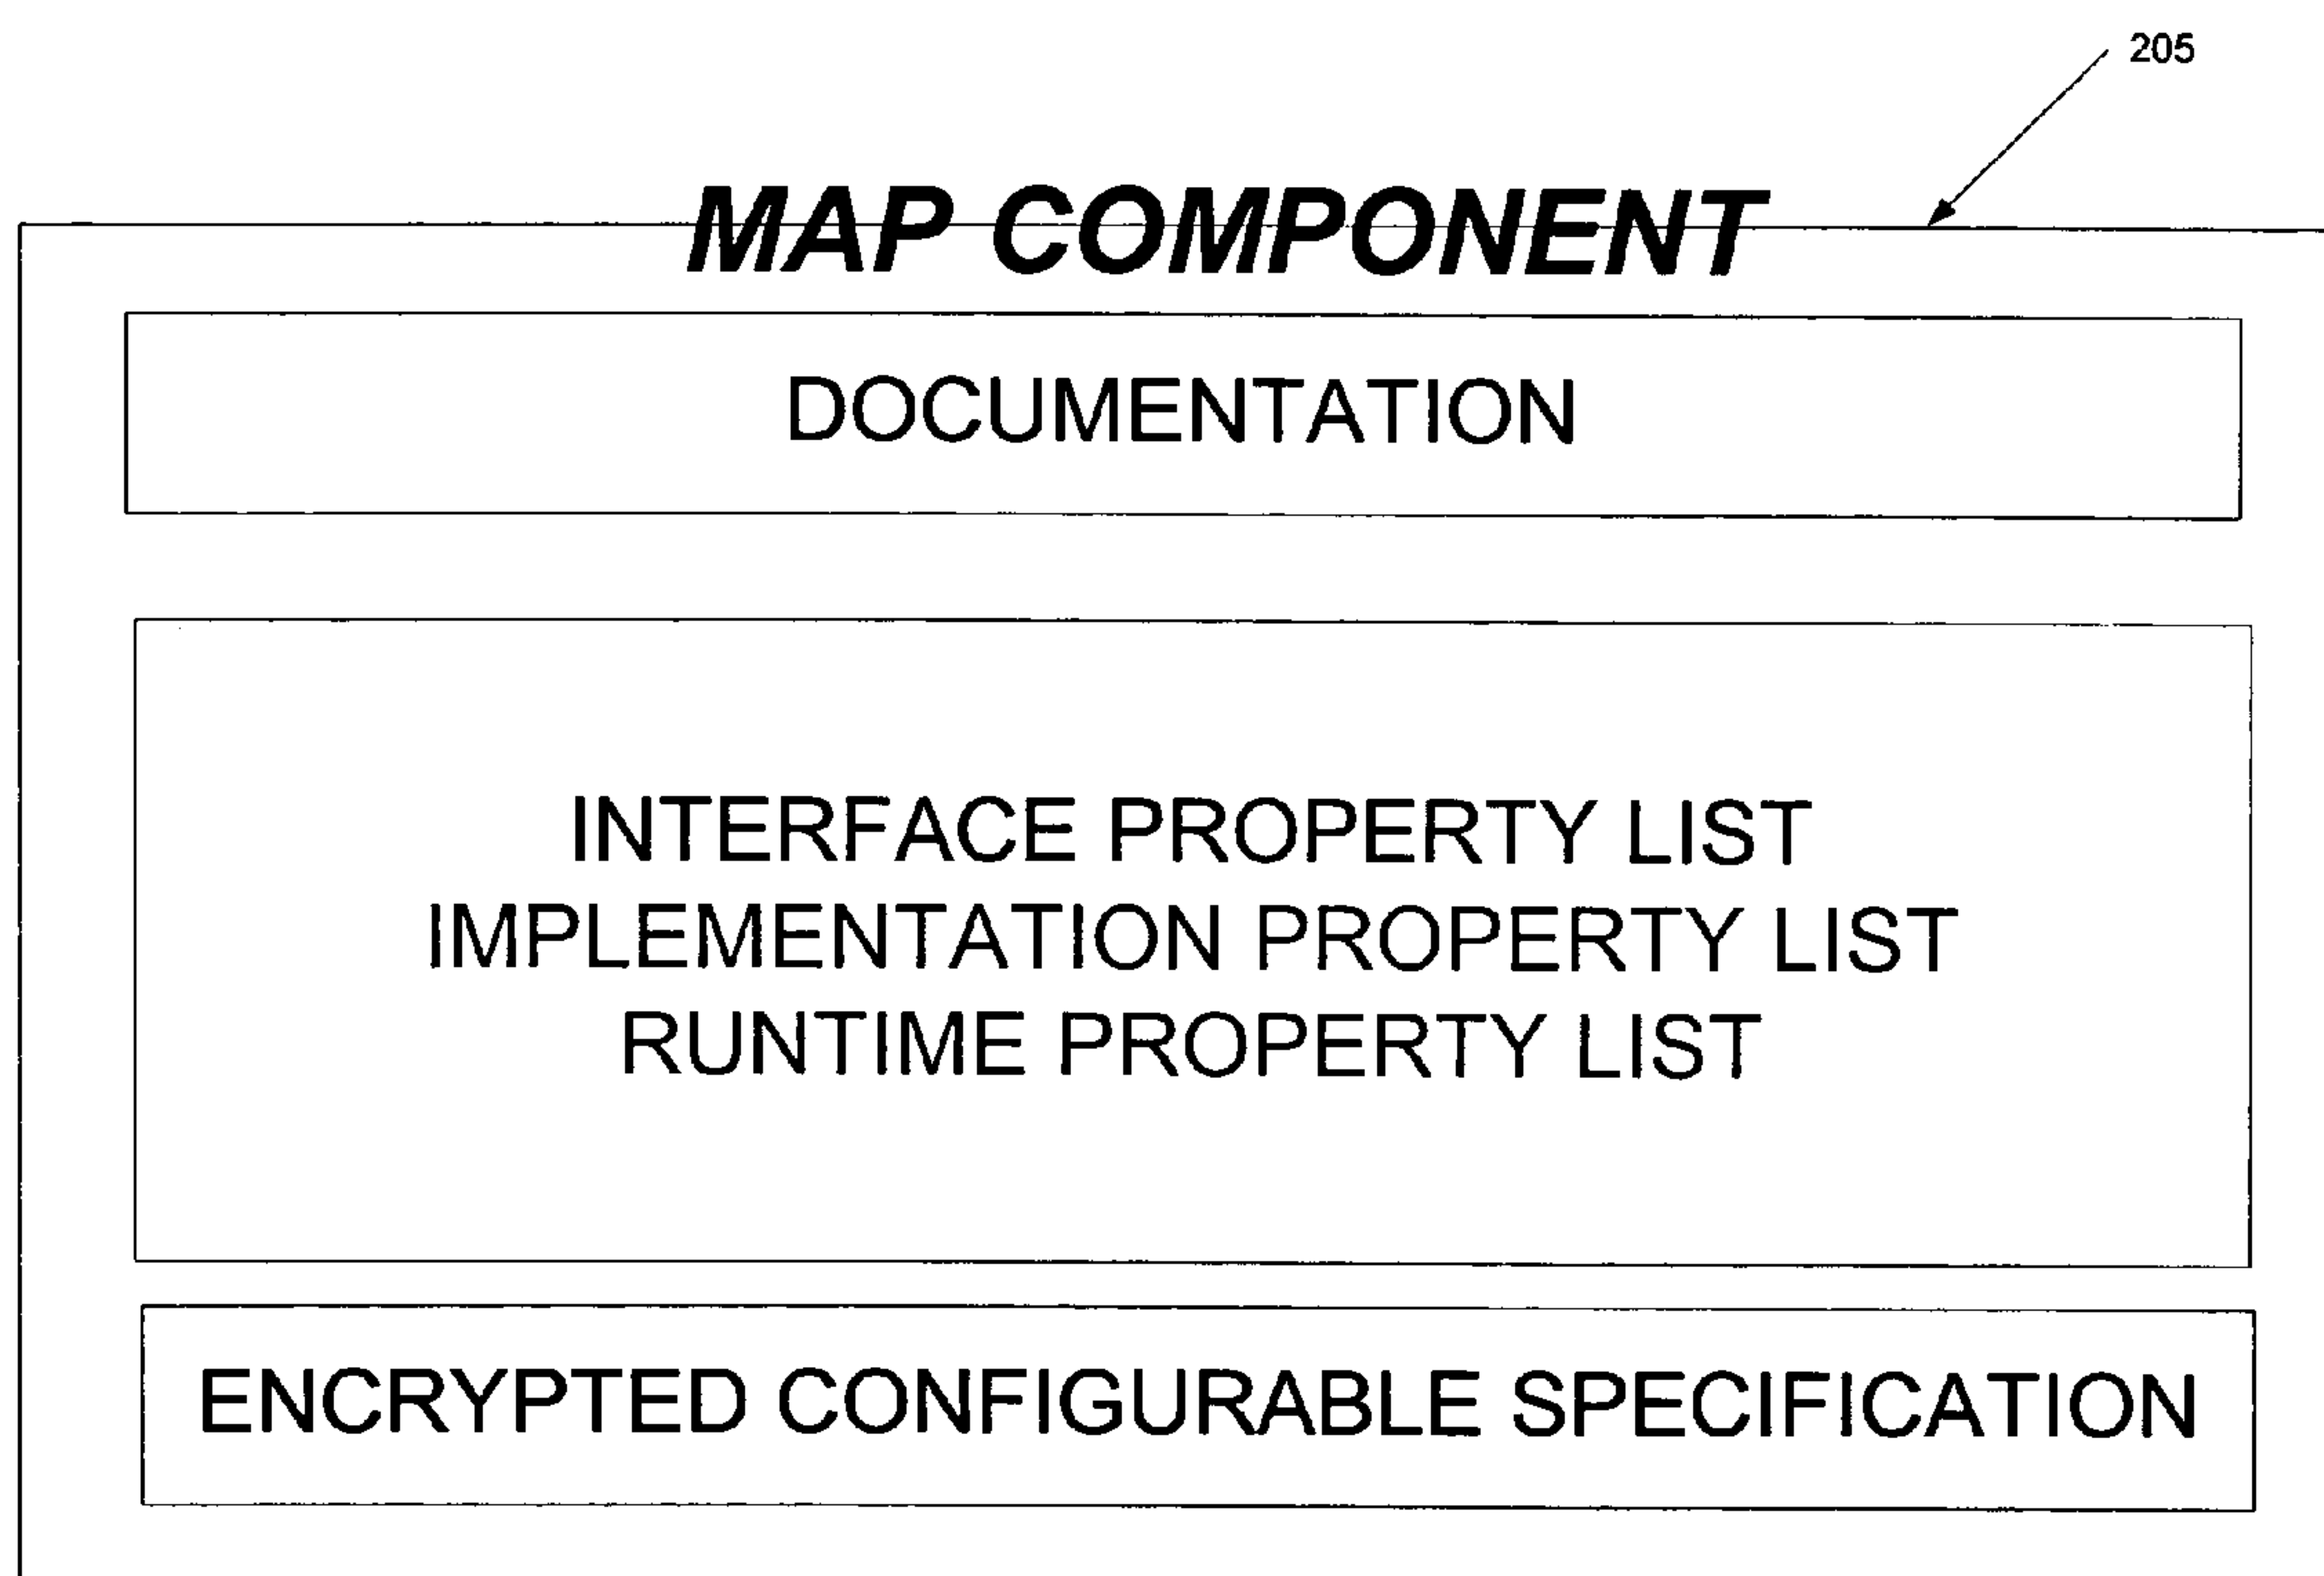 205
MAP COMPONENT
DOCUMENTATION
INTERFACE PROPERTY LIST
IMPLEMENTATION PROPERTY LIST
RUNTIME PROPERTY LIST
ENCRYPTED CONFIGURABLE SPECIFICATION